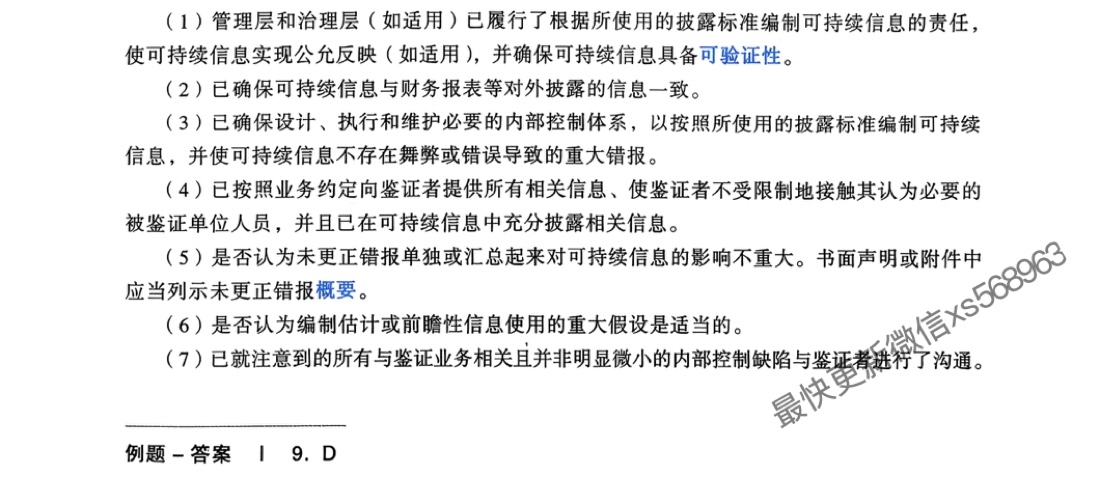 （1）管理层和治理层（如适用）已履行了根据所使用的披露标准编制可持续信息的责任，
使可持续信息实现公允反映（如适用），并确保可持续信息具备可验证性。
（2）已确保可持续信息与财务报表等对外披露的信息一致。
（3）已确保设计、执行和维护必要的内部控制体系，以按照所使用的披露标准编制可持续
信息，并使可持续信息不存在舞弊或错误导致的重大错报。
（4）已按照业务约定向鉴证者提供所有相关信息、使鉴证者不受限制地接触其认为必要的
被鉴证单位人员，并且已在可持续信息中充分披露相关信息。
（5）是否认为未更正错报单独或汇总起来对可持续信息的影响不重大。书面声明或附件中
应当列示未更正错报概要。
（6）是否认为编制估计或前瞻性信息使用的重大假设是适当的。
（7）已就注意到的所有与鉴证业务相关且并非明显微小的内部控制缺陷与鉴证者进行了沟通。
最快更新微信xs568963
例题－答案 | 9. D